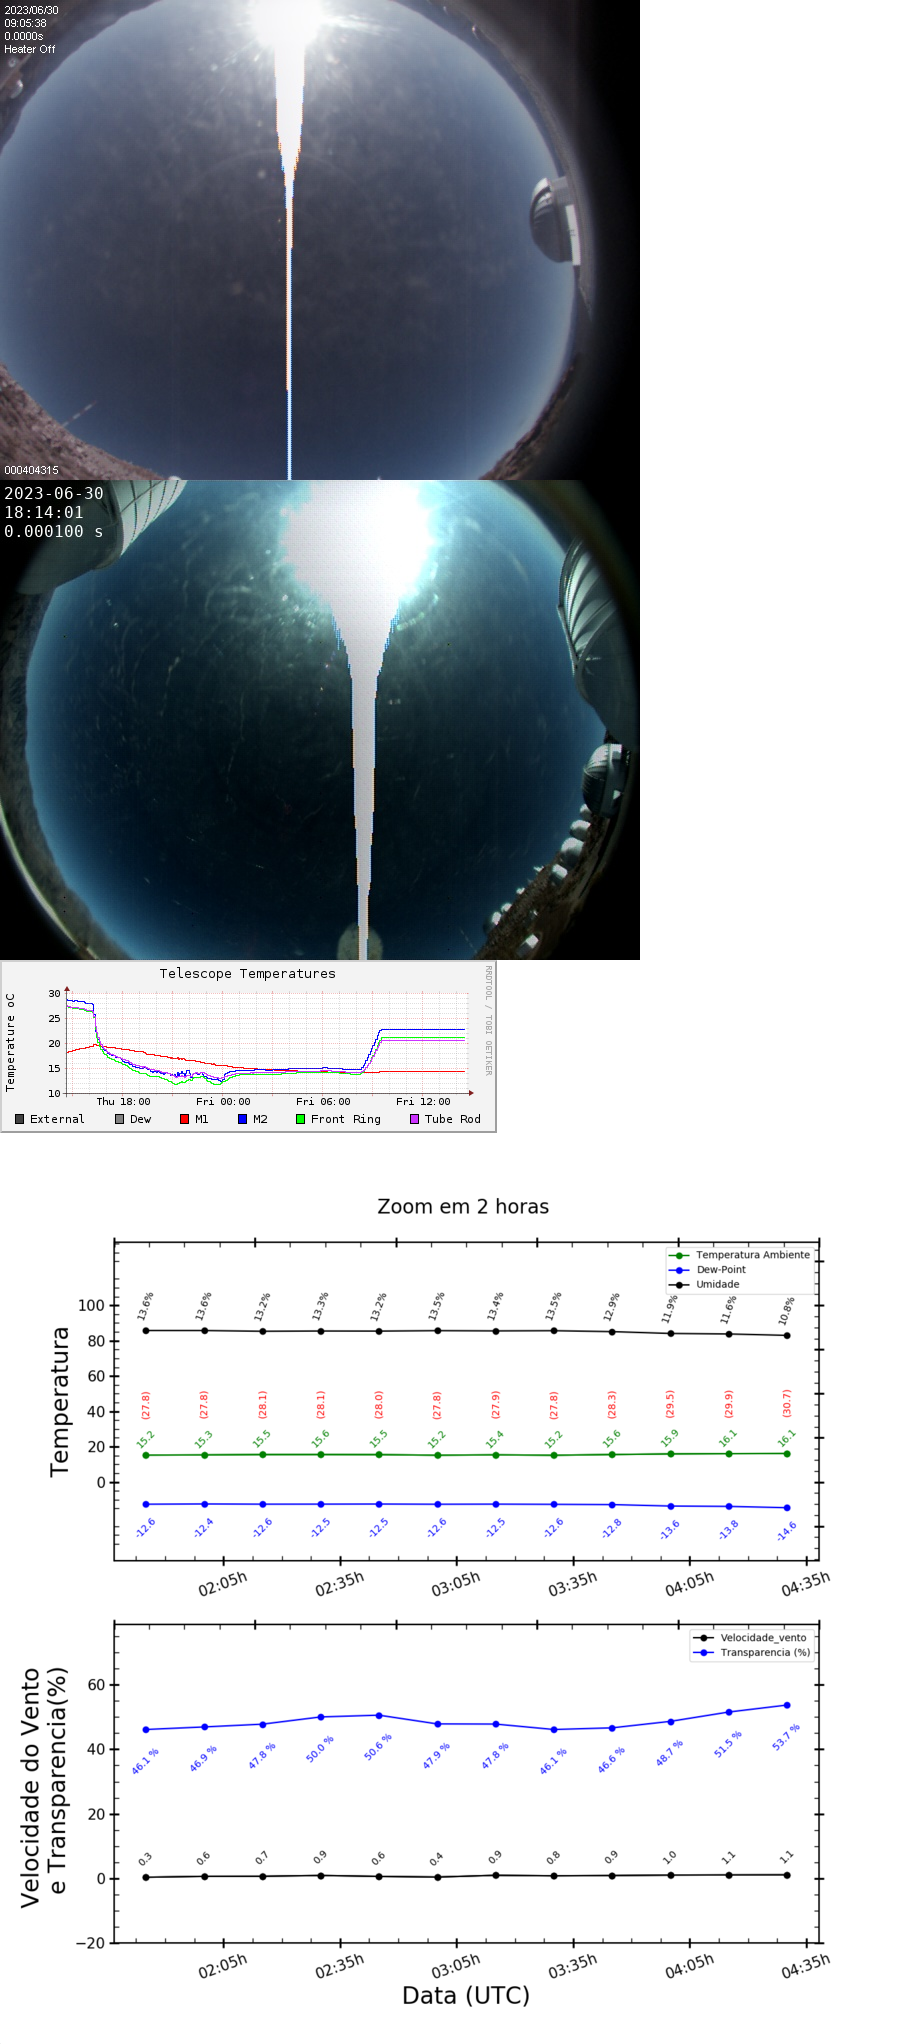 2023/06/30
09:05:38
0.0000s
Heater Off
000404315
2023-06-30
18:14:01
0.000100 s
Telescope Temperatures
RRDTOOL / TOBI OETIKER
Temperature oC
30
25
20
15
10
Thu 18:00 Fri 00:00 Fri 06:00 Fri 12:00
External Dew M1 M2 Front Ring Tube Rod
Zoom em 2 horas
Temperatura Ambiente
Dew-Point
Umidade
Temperatura
100
80
60
40
20
0
13.6% 13.6% 13.2% 13.3% 13.2% 13.5% 13.4% 13.5% 12.9% 11.9% 11.6% 10.8%
(27.8) (27.8) (28.1) (28.1) (28.0) (27.8) (27.9) (27.8) (28.3) (29.5) (29.9) (30.7)
15.2 15.3 15.5 15.6 15.5 15.2 15.4 15.2 15.6 15.9 16.1 16.1
-12.6 -12.4 -12.6 -12.5 -12.5 -12.6 -12.5 -12.6 -12.8 -13.6 -13.8 -14.6
02:05h 02:35h 03:05h 03:35h 04:05h 04:35h
Velocidade_vento
Transparencia (%)
Velocidade do Vento
e Transparencia(%)
60
40
20
0
−20
46.1 % 46.9 % 47.8 % 50.0 % 50.6 % 47.9 % 47.8 % 46.1 % 46.6 % 48.7 % 51.5 % 53.7 %
0.3 0.6 0.7 0.9 0.6 0.4 0.9 0.8 0.9 1.0 1.1 1.1
02:05h 02:35h 03:05h 03:35h 04:05h 04:35h
Data (UTC)